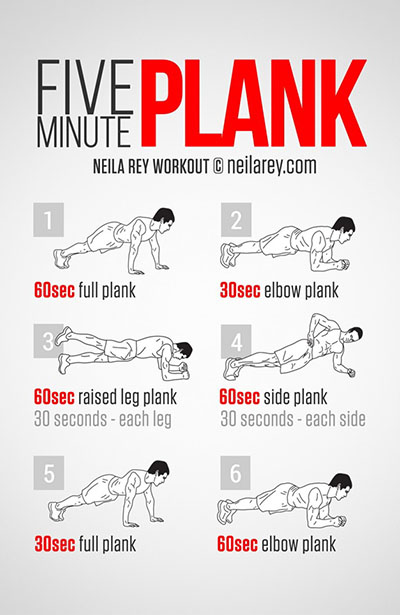 FIVE
MINUTE
PLANK
NEILA REY WORKOUT © neilarey.com
1
60sec full plank
2
30sec elbow plank
3
60sec raised leg plank
30 seconds - each leg
4
60sec side plank
30 seconds - each side
5
30sec full plank
6
60sec elbow plank